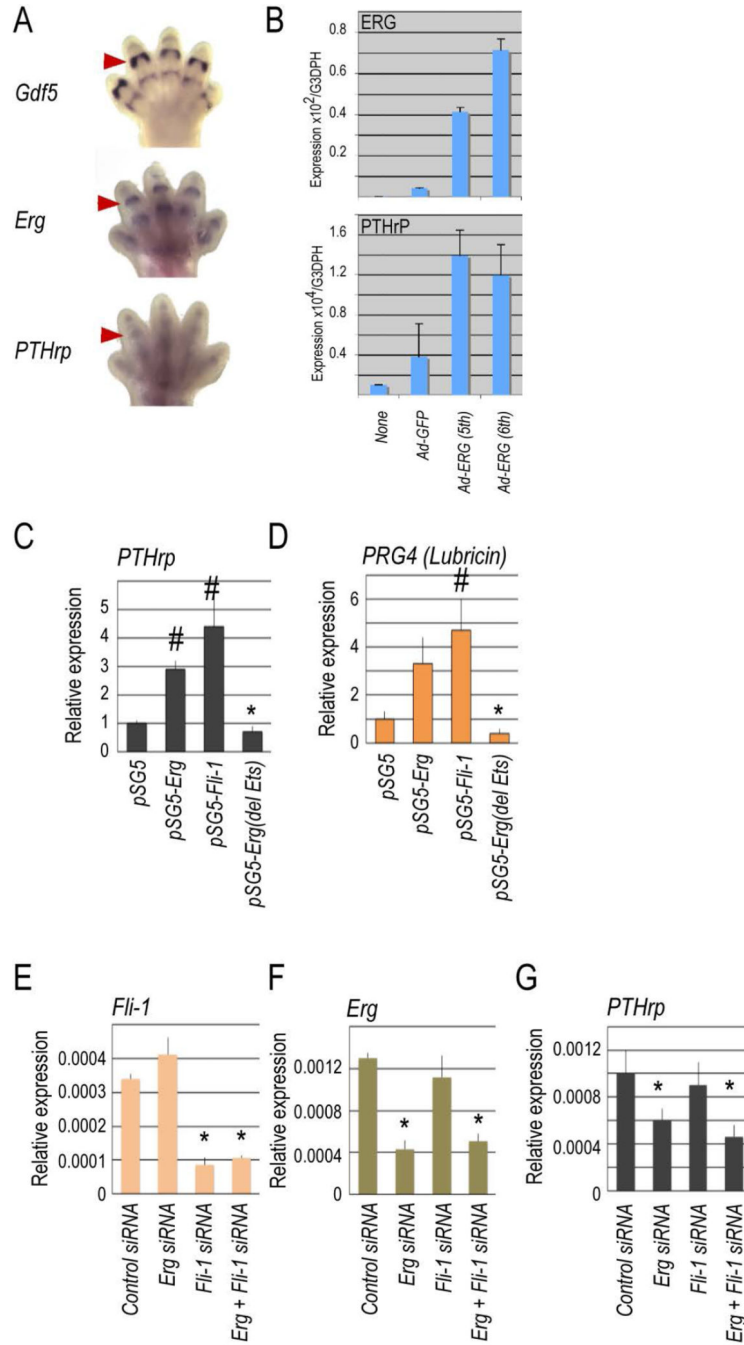 A
Gdf5
Erg
PTHrp
B
ERG
Expression x10²/G3DPH
0.8
0.6
0.4
0.2
PTHrP
Expression x10⁴/G3DPH
1.6
1.2
0.8
0.4
None
Ad-GFP
Ad-ERG (5th)
Ad-ERG (6th)
C
PTHrp
Relative expression
5
4
3
2
1
0
#
#
*
pSG5
pSG5-Erg
pSG5-Fli-1
pSG5-Erg(del Ets)
D
PRG4 (Lubricin)
Relative expression
6
4
2
0
#
*
pSG5
pSG5-Erg
pSG5-Fli-1
pSG5-Erg(del Ets)
E
Fli-1
Relative expression
0.0004
0.0003
0.0002
0.0001
0
*
*
Control siRNA
Erg siRNA
Fli-1 siRNA
Erg + Fli-1 siRNA
F
Erg
Relative expression
0.0012
0.0008
0.0004
0
*
*
Control siRNA
Erg siRNA
Fli-1 siRNA
Erg + Fli-1 siRNA
G
PTHrp
Relative expression
0.0012
0.0008
0.0004
0
*
*
Control siRNA
Erg siRNA
Fli-1 siRNA
Erg + Fli-1 siRNA